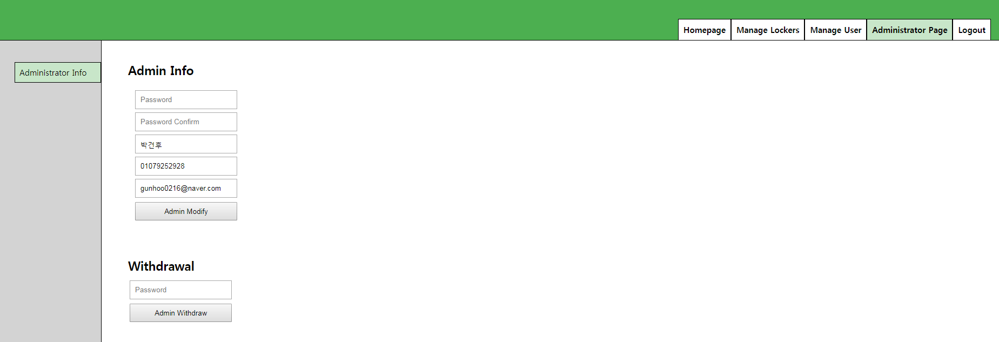 Homepage Manage Lockers Manage User Administrator Page Logout
Administrator Info
Admin Info
Password
Password Confirm
박건후
01079252928
gunhoo0216@naver.com
Admin Modify
Withdrawal
Password
Admin Withdraw